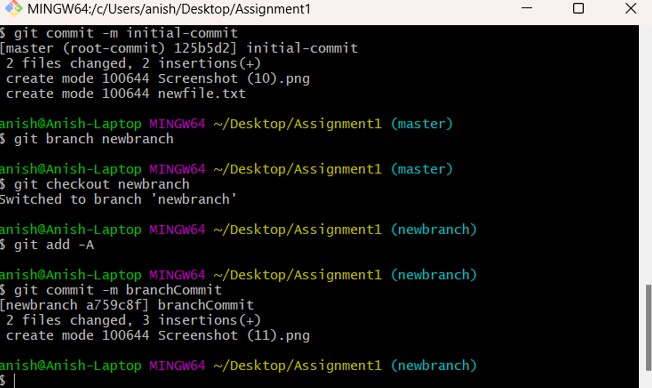 MINGW64:/c/Users/anish/Desktop/Assignment1
$ git commit -m initial-commit
[master (root-commit) 125b5d2] initial-commit
 2 files changed, 2 insertions(+)
 create mode 100644 Screenshot (10).png
 create mode 100644 newfile.txt
anish@Anish-Laptop MINGW64 ~/Desktop/Assignment1 (master)
$ git branch newbranch
anish@Anish-Laptop MINGW64 ~/Desktop/Assignment1 (master)
$ git checkout newbranch
Switched to branch 'newbranch'
anish@Anish-Laptop MINGW64 ~/Desktop/Assignment1 (newbranch)
$ git add -A
anish@Anish-Laptop MINGW64 ~/Desktop/Assignment1 (newbranch)
$ git commit -m branchCommit
[newbranch a759c8f] branchCommit
 2 files changed, 3 insertions(+)
 create mode 100644 Screenshot (11).png
anish@Anish-Laptop MINGW64 ~/Desktop/Assignment1 (newbranch)
$